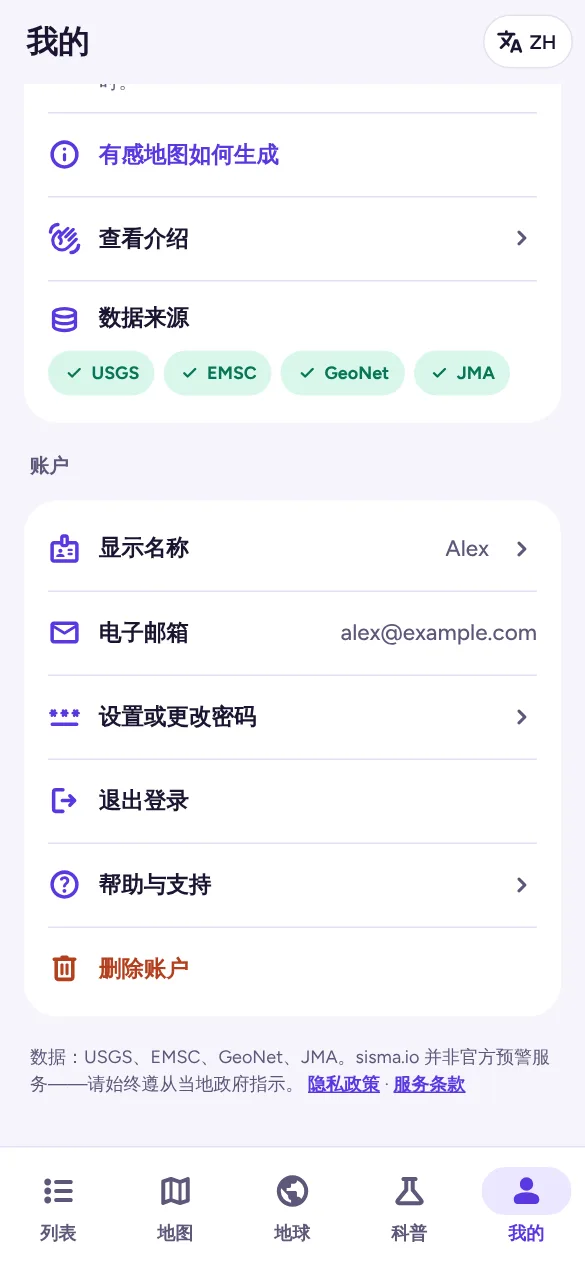 我的
ZH
时。
有感地图如何生成
查看介绍
数据来源
USGS
EMSC
GeoNet
JMA
账户
显示名称
Alex
电子邮箱
alex@example.com
设置或更改密码
退出登录
帮助与支持
删除账户
数据：USGS、EMSC、GeoNet、JMA。sisma.io 并非官方预警服
务——请始终遵从当地政府指示。 隐私政策 · 服务条款
列表
地图
地球
科普
我的